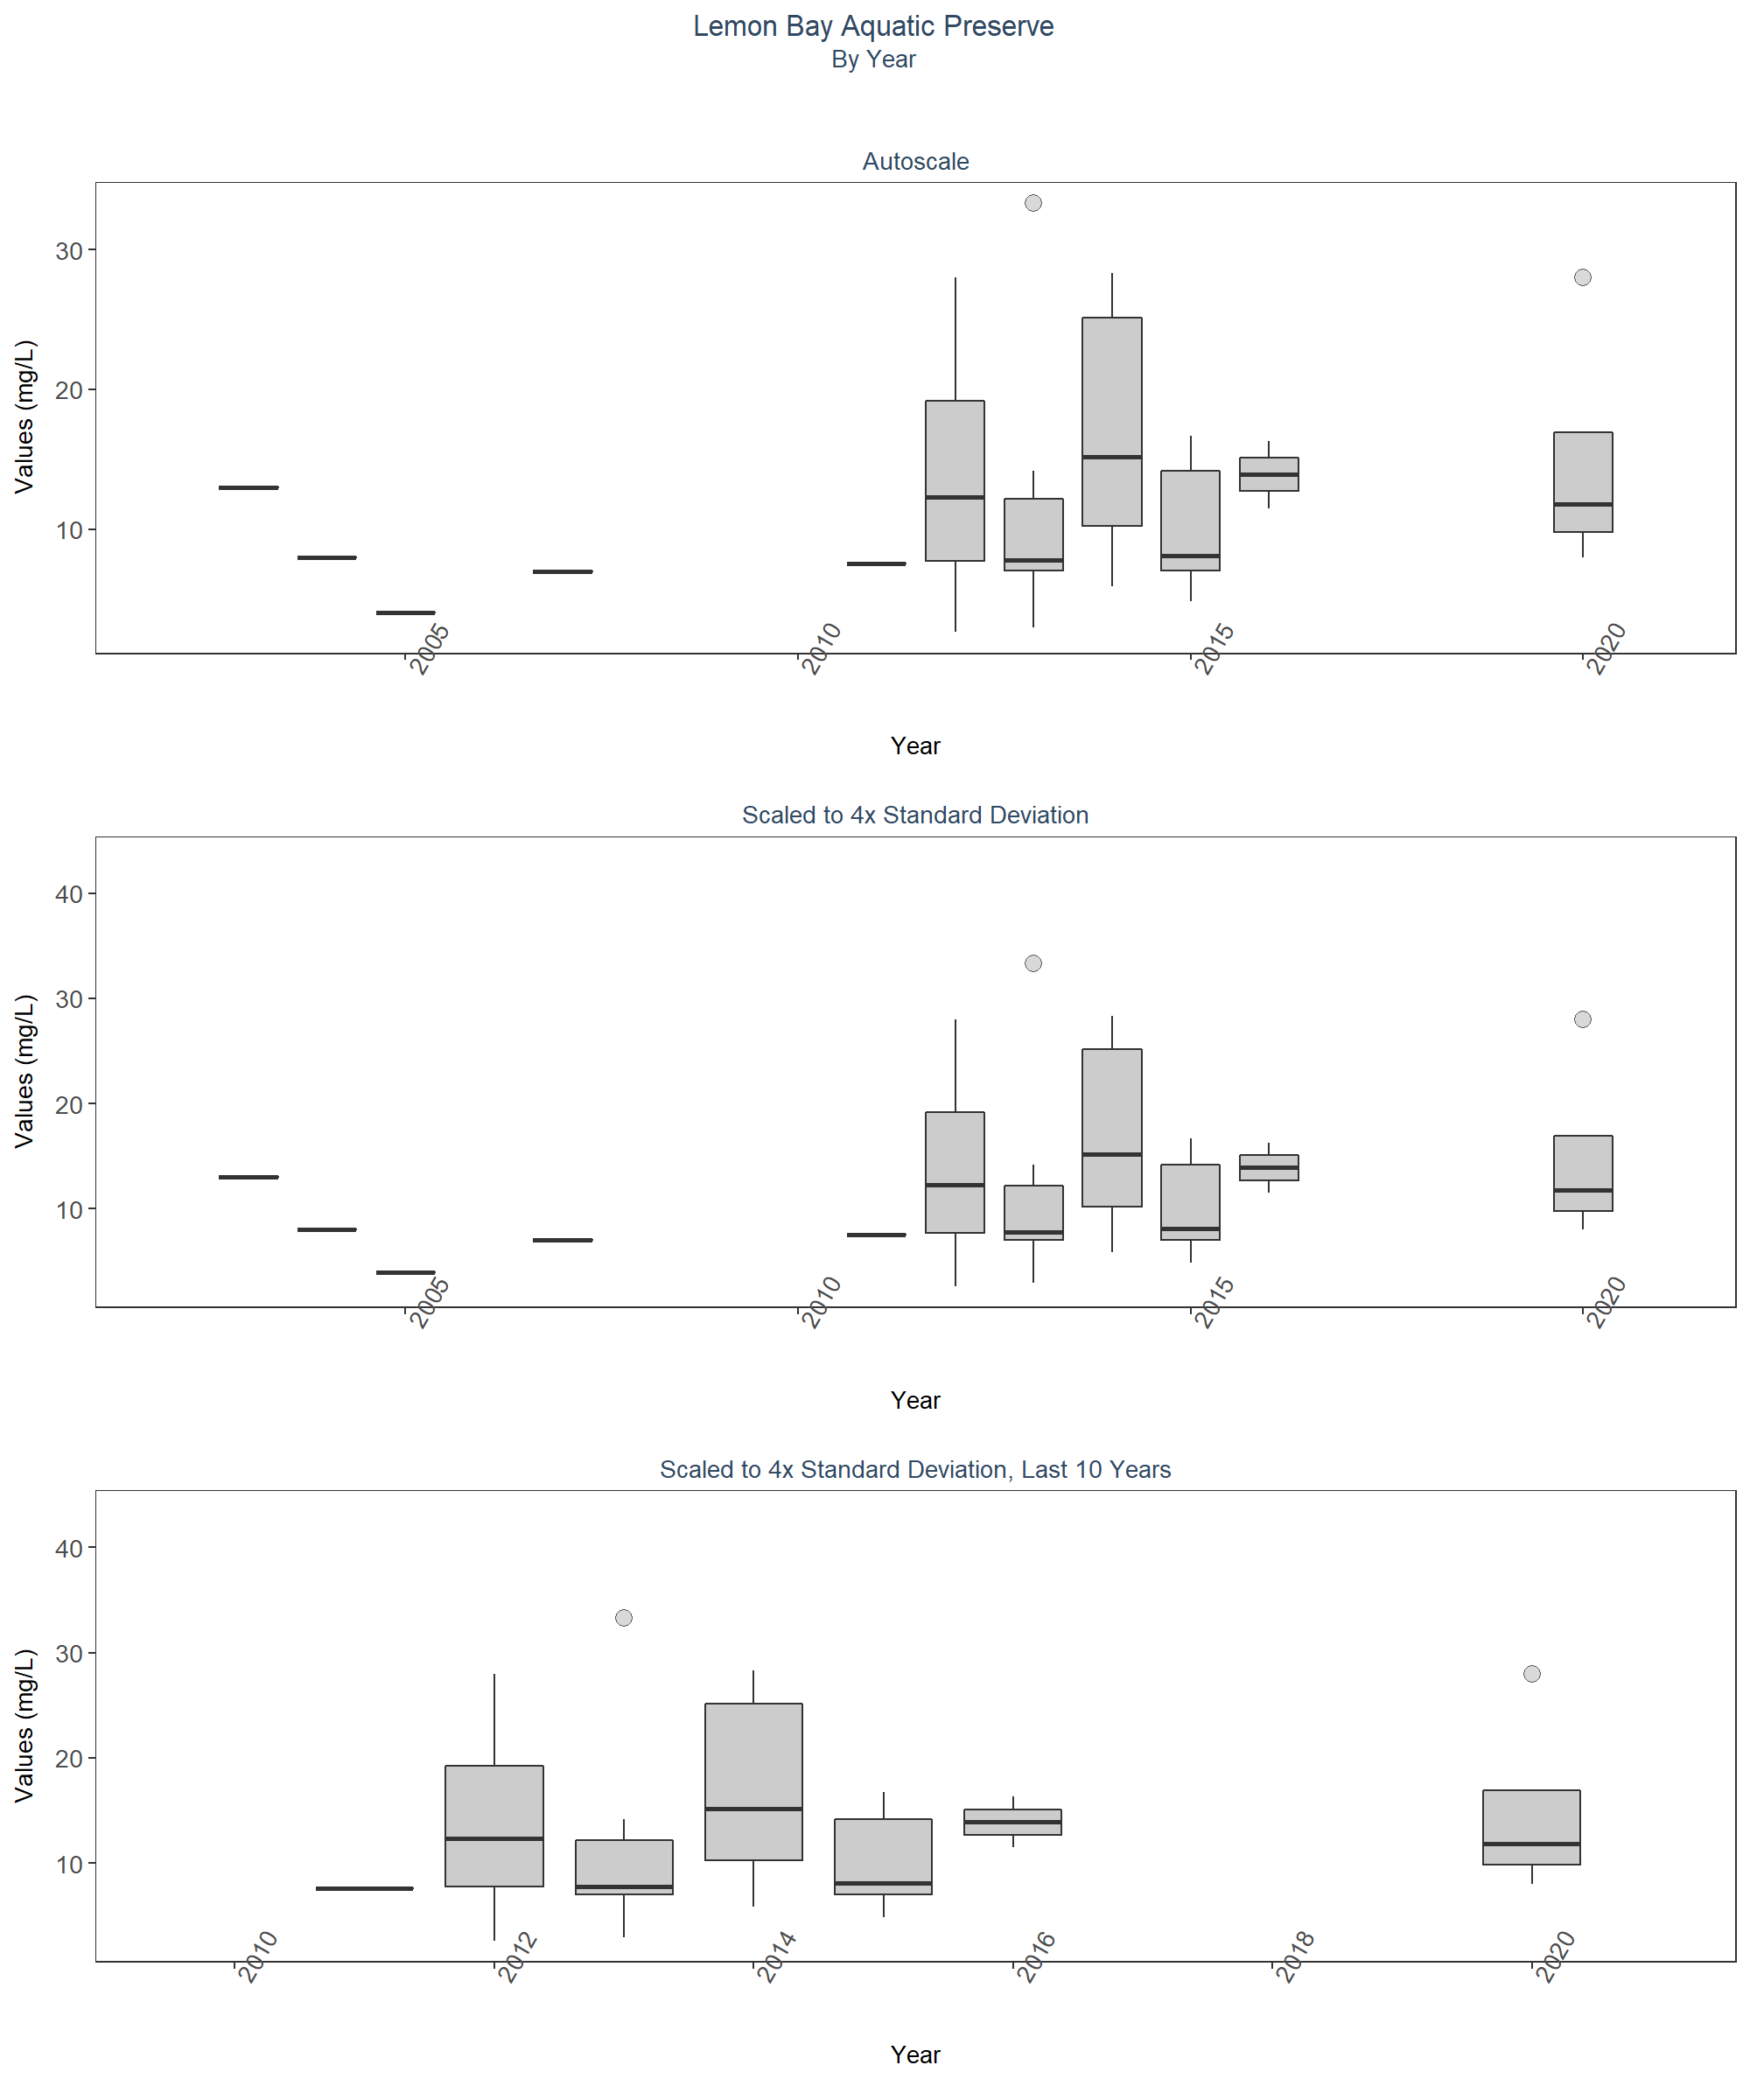 Lemon Bay Aquatic Preserve
By Year
Autoscale
Values (mg/L)
30
20
10
2005
2010
2015
2020
Year
Scaled to 4x Standard Deviation
Values (mg/L)
40
30
20
10
2005
2010
2015
2020
Year
Scaled to 4x Standard Deviation, Last 10 Years
Values (mg/L)
40
30
20
10
2010
2012
2014
2016
2018
2020
Year